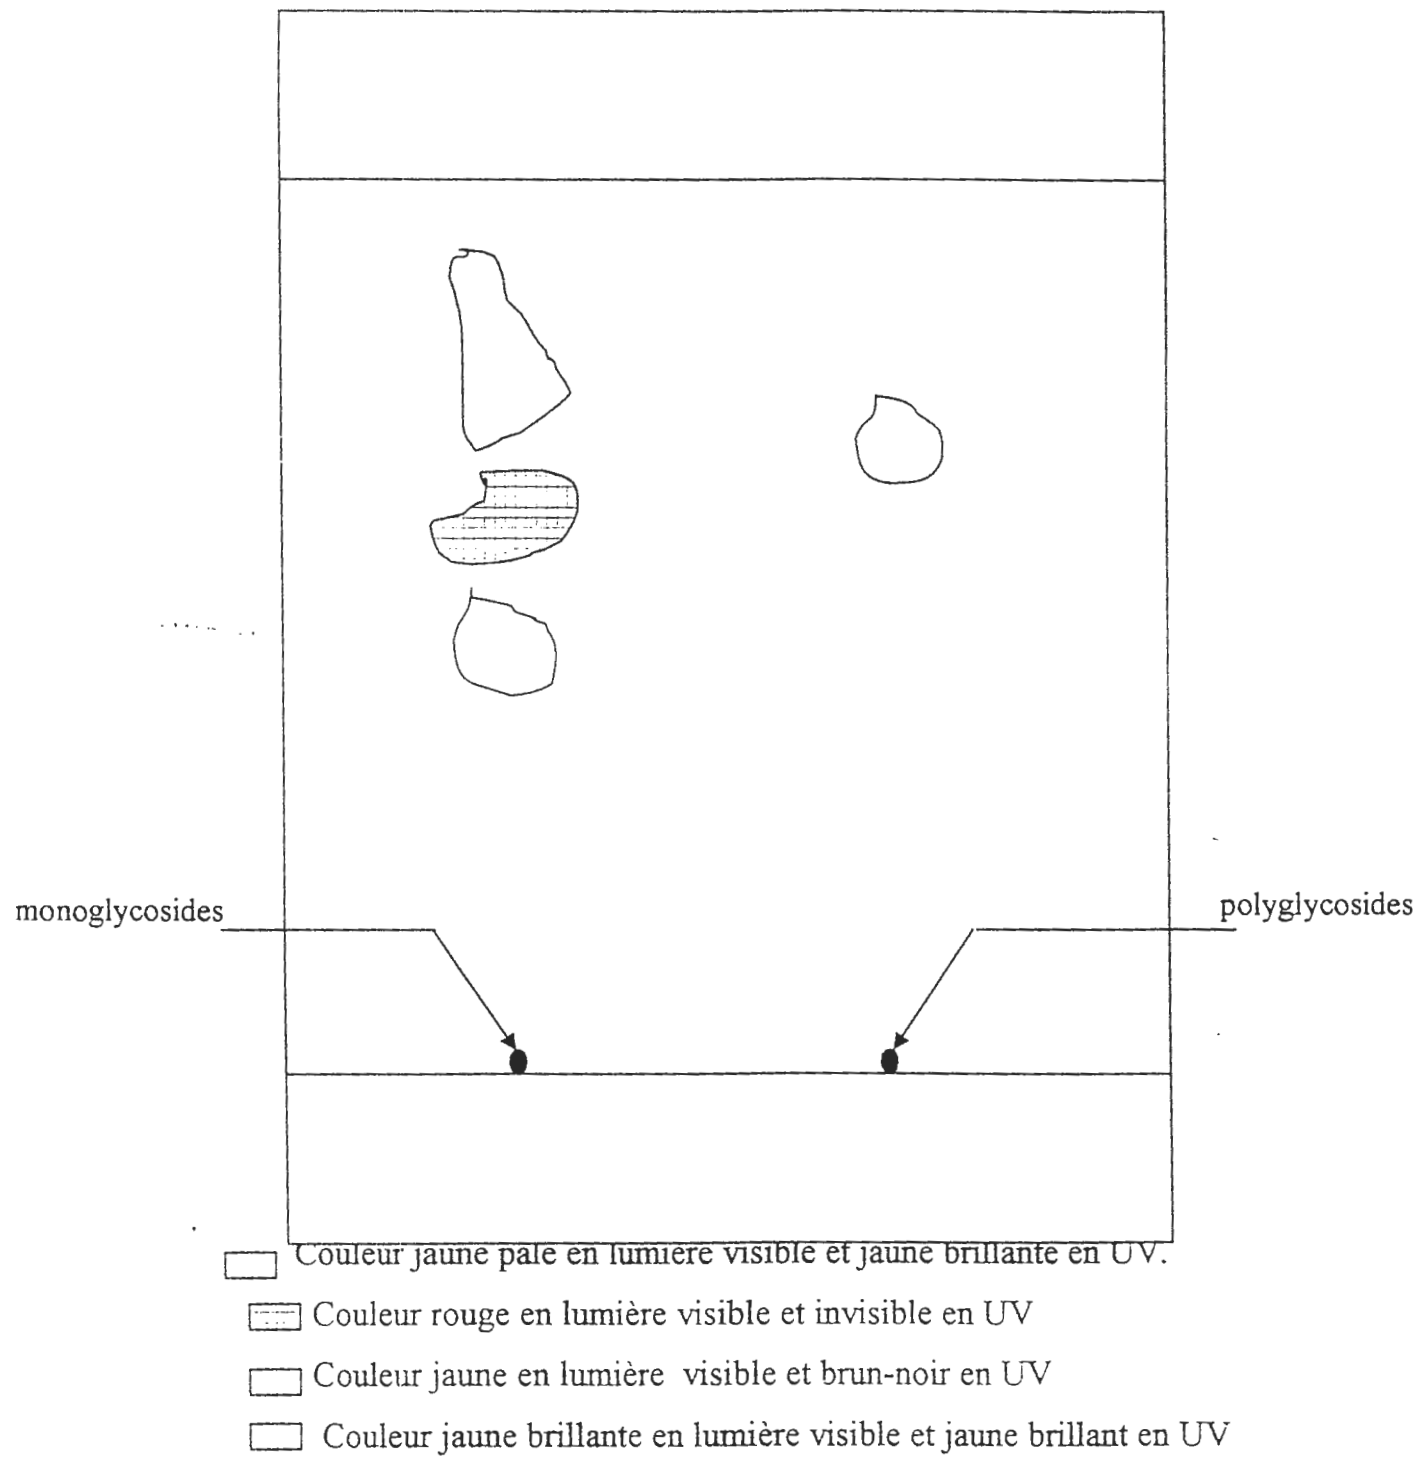 monoglycosides
polyglycosides
Couleur jaune pale en lumière visible et jaune brillante en UV.
Couleur rouge en lumière visible et invisible en UV
Couleur jaune en lumière visible et brun-noir en UV
Couleur jaune brillante en lumière visible et jaune brillant en UV